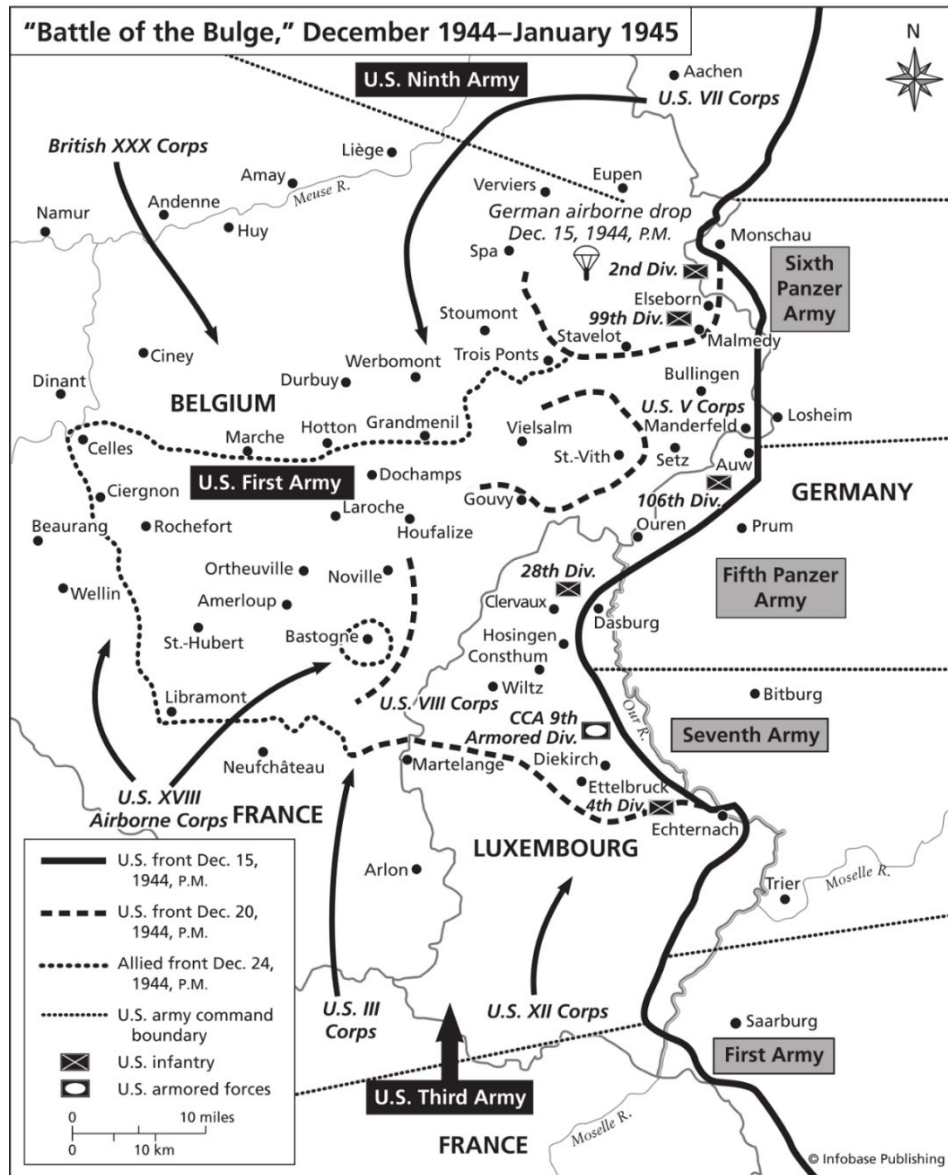 "Battle of the Bulge," December 1944–January 1945
N
U.S. Ninth Army
Aachen
U.S. VII Corps
British XXX Corps
Liège
Amay
Meuse R.
Verviers
Eupen
Andenne
Namur
Huy
German airborne drop
Dec. 15, 1944, P.M.
Monschau
Spa
2nd Div.
Sixth
Panzer
Army
Elseborn
Stoumont
99th Div.
Stavelot
Malmedy
Ciney
Trois Ponts
Werbomont
Durbuy
Dinant
Bullingen
BELGIUM
U.S. V Corps
Losheim
Manderfeld
Grandmenil
Hotton
Marche
Celles
Vielsalm
St.-Vith
Setz
Auw
U.S. First Army
Dochamps
106th Div.
GERMANY
Ciergnon
Gouvy
Laroche
Houfalize
Ouren
Beaurang
Rochefort
Prum
Ortheuville
Noville
28th Div.
Fifth Panzer
Army
Wellin
Amerloup
Clervaux
Dasburg
St.-Hubert
Bastogne
Hosingen
Consthum
Wiltz
Bitburg
Libramont
U.S. VIII Corps
Our R.
CCA 9th
Armored Div.
Seventh Army
Neufchâteau
Martelange
Diekirch
Ettelbruck
U.S. XVIII
Airborne Corps
FRANCE
4th Div.
Echternach
LUXEMBOURG
Arlon
Trier
Moselle R.
U.S. front Dec. 15,
1944, P.M.
U.S. front Dec. 20,
1944, P.M.
Allied front Dec. 24,
1944, P.M.
U.S. army command
boundary
U.S. infantry
U.S. armored forces
0 10 miles
0 10 km
U.S. III
Corps
U.S. XII Corps
Saarburg
First Army
U.S. Third Army
Moselle R.
FRANCE
© Infobase Publishing